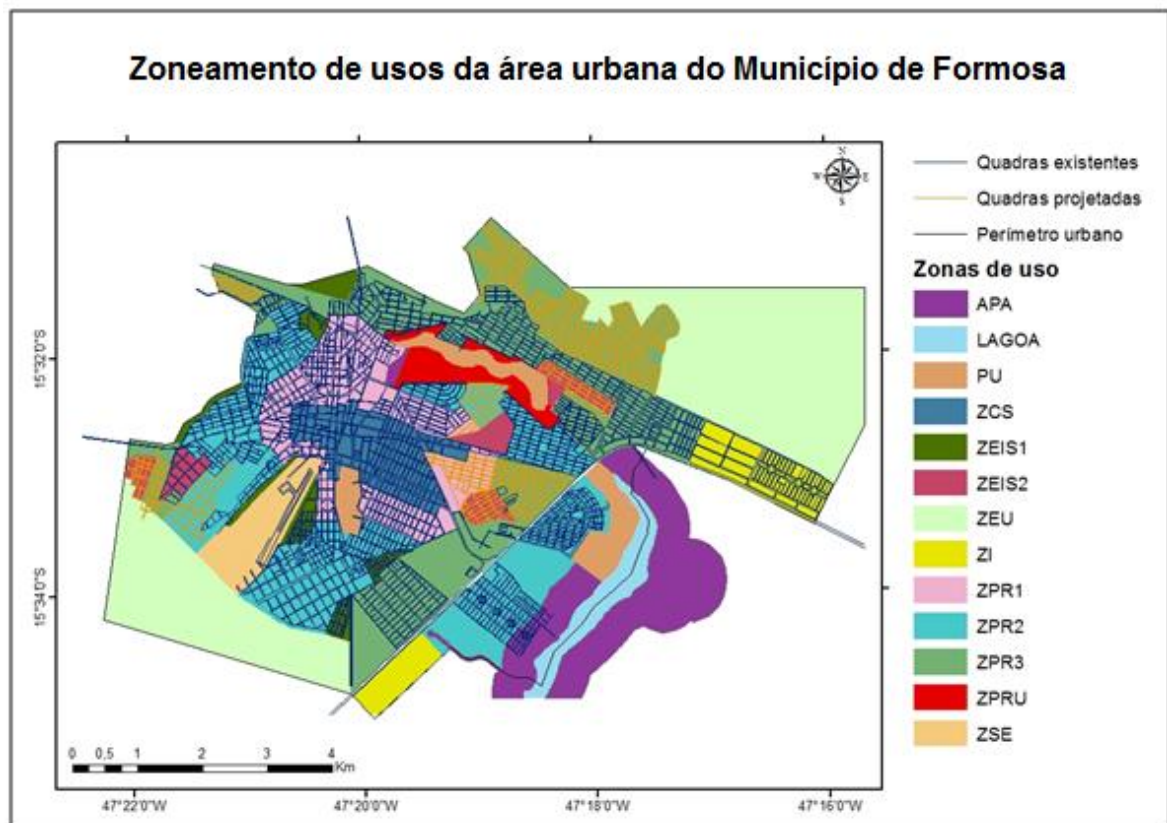 Zoneamento de usos da área urbana do Município de Formosa
N
W E
S
Quadras existentes
Quadras projetadas
Perímetro urbano
Zonas de uso
APA
LAGOA
PU
ZCS
ZEIS1
ZEIS2
ZEU
ZI
ZPR1
ZPR2
ZPR3
ZPRU
ZSE
15°32'0"S
15°34'0"S
0 0,5 1 2 3 4
Km
47°22'0"W 47°20'0"W 47°18'0"W 47°16'0"W